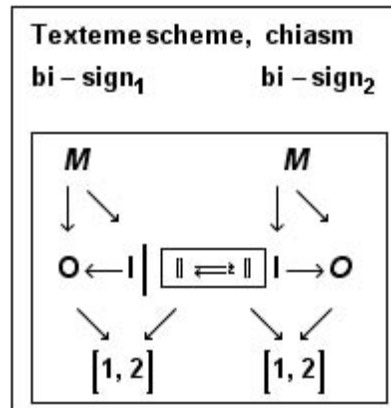 Texteme scheme, chiasm
bi – sign₁ bi – sign₂
M M
↓ ↘ ↓ ↘
O ← I | ∥ ⇌ ∥ I → O
↘ ↙ ↘ ↙
[1, 2] [1, 2]